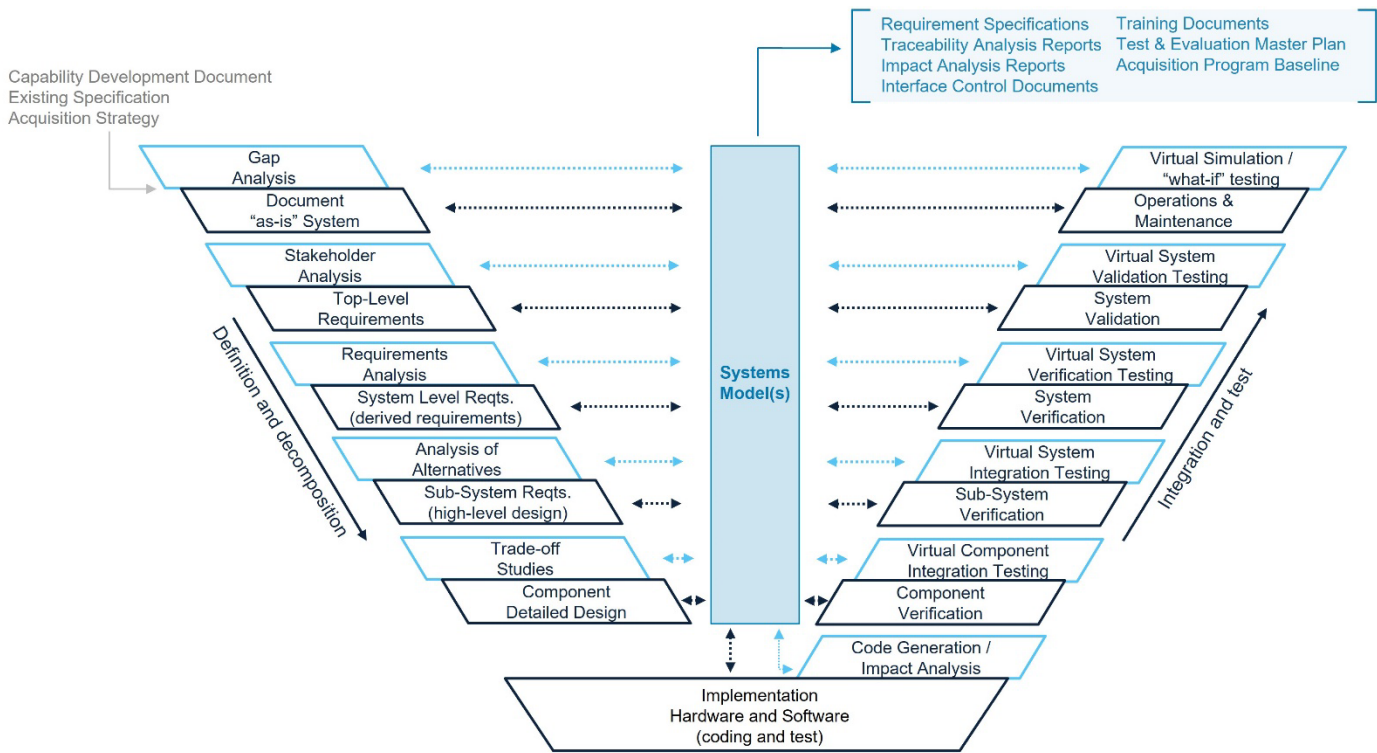 Requirement Specifications
Traceability Analysis Reports
Impact Analysis Reports
Interface Control Documents
Training Documents
Test & Evaluation Master Plan
Acquisition Program Baseline
Capability Development Document
Existing Specification
Acquisition Strategy
Gap
Analysis
Document
“as-is” System
Stakeholder
Analysis
Top-Level
Requirements
Requirements
Analysis
System Level Reqts.
(derived requirements)
Analysis of
Alternatives
Sub-System Reqts.
(high-level design)
Trade-off
Studies
Component
Detailed Design
Definition and decomposition
Systems
Model(s)
Virtual Simulation /
“what-if” testing
Operations &
Maintenance
Virtual System
Validation Testing
System
Validation
Virtual System
Verification Testing
System
Verification
Virtual System
Integration Testing
Sub-System
Verification
Virtual Component
Integration Testing
Component
Verification
Integration and test
Code Generation /
Impact Analysis
Implementation
Hardware and Software
(coding and test)